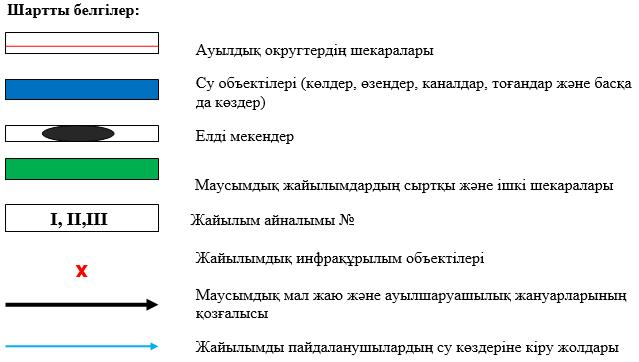 Шартты белгілер:
Ауылдық округтердің шекаралары
Су объектілері (көлдер, өзендер, каналдар, тоғандар және басқа
да көздер)
Елді мекендер
Маусымдық жайылымдардың сыртқы және ішкі шекаралары
I, II,III Жайылым айналымы №
X Жайылымдық инфрақұрылым объектілері
Маусымдық мал жаю және ауылшаруашылық жануарларының
қозғалысы
Жайылымды пайдаланушылардың су көздеріне кіру жолдары